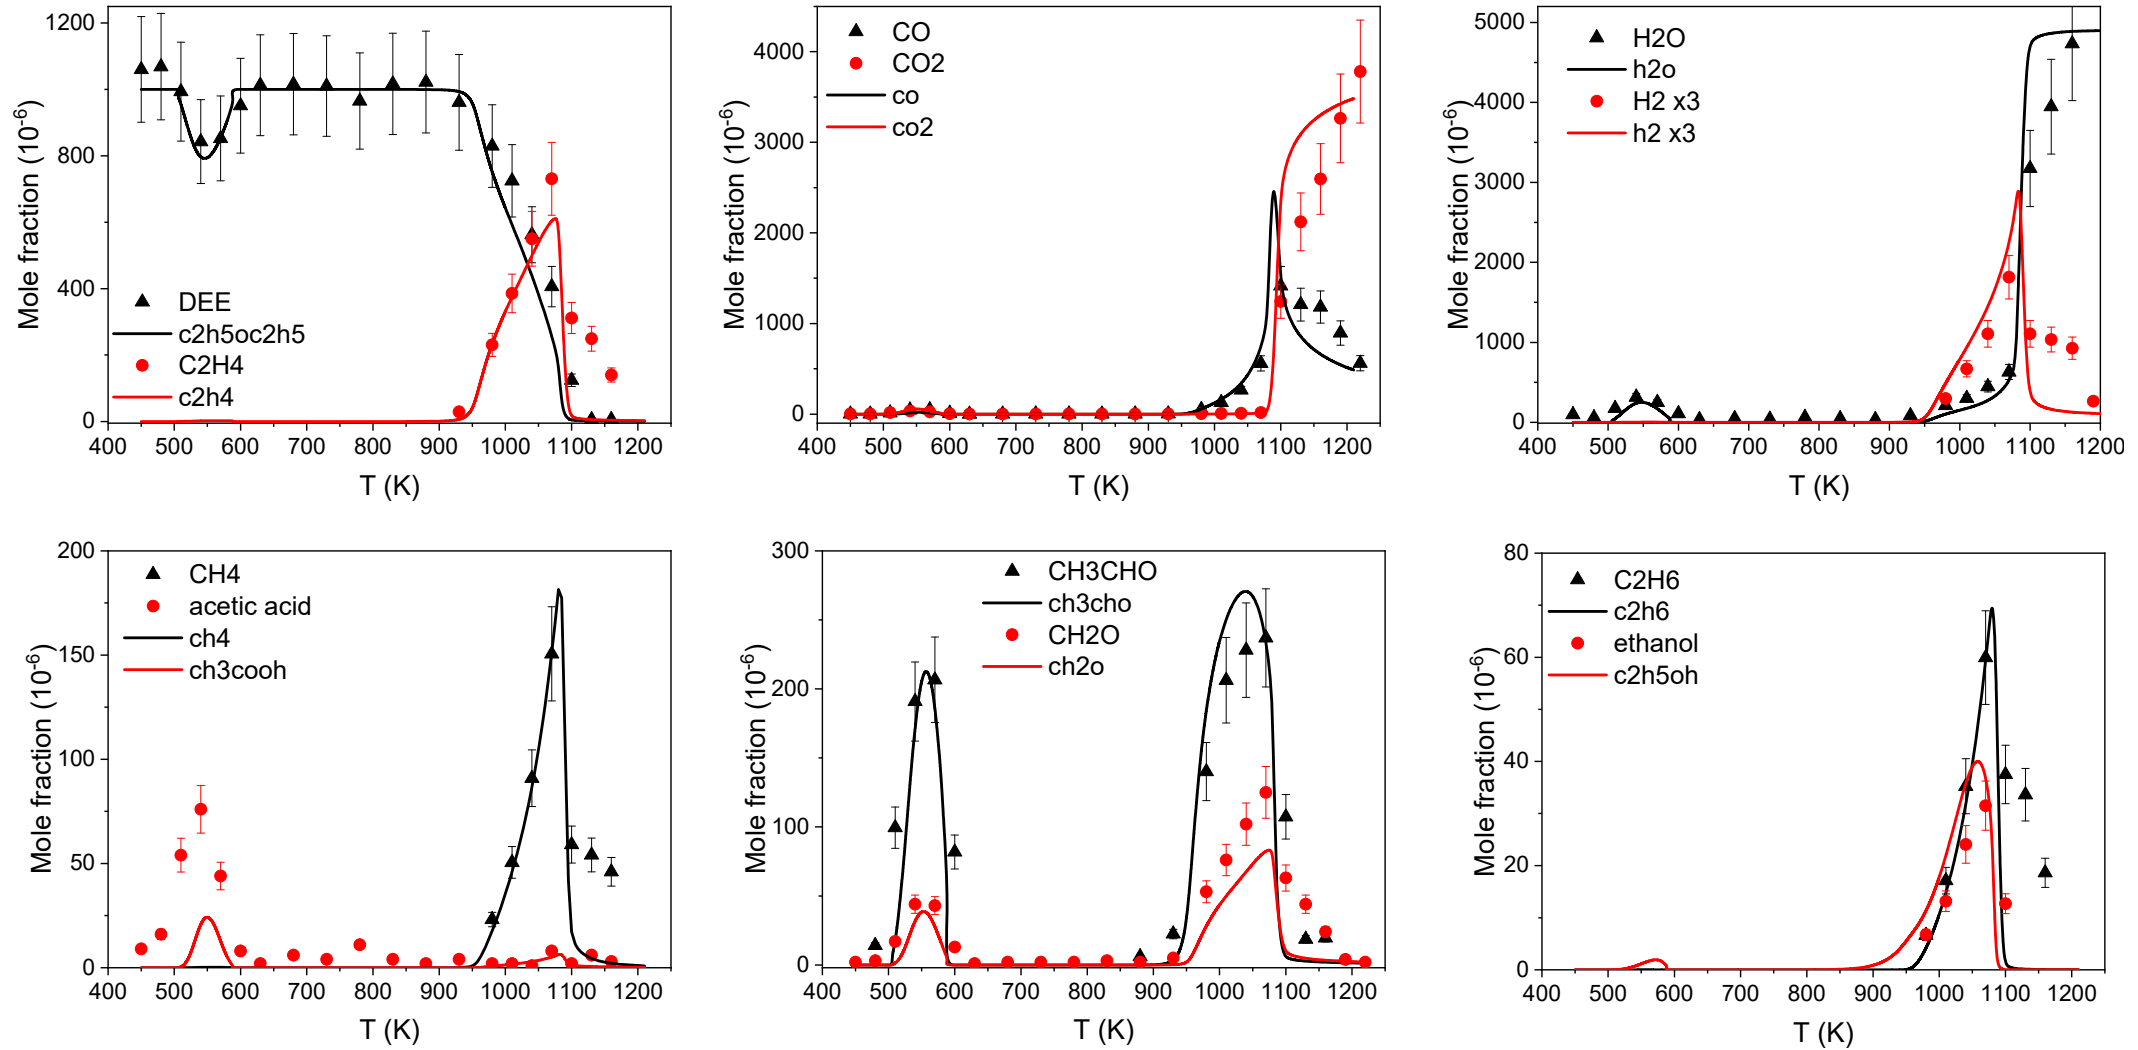 Mole fraction (10-6)
1200
800
400
0
DEE
c2h5oc2h5
C2H4
c2h4
400 500 600 700 800 900 1000 1100 1200
T (K)
Mole fraction (10-6)
4000
3000
2000
1000
0
CO
CO2
co
co2
400 500 600 700 800 900 1000 1100 1200
T (K)
Mole fraction (10-6)
5000
4000
3000
2000
1000
0
H2O
h2o
H2 x3
h2 x3
400 500 600 700 800 900 1000 1100 1200
T (K)
Mole fraction (10-6)
200
150
100
50
0
CH4
acetic acid
ch4
ch3cooh
400 500 600 700 800 900 1000 1100 1200
T (K)
Mole fraction (10-6)
300
200
100
0
CH3CHO
ch3cho
CH2O
ch2o
400 500 600 700 800 900 1000 1100 1200
T (K)
Mole fraction (10-6)
80
60
40
20
0
C2H6
c2h6
ethanol
c2h5oh
400 500 600 700 800 900 1000 1100 1200
T (K)